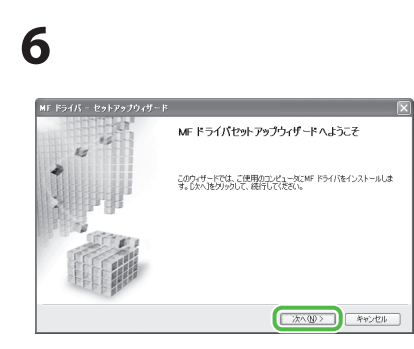 6
MF ドライバ - セットアップウィザード
MF ドライバセットアップウィザードへようこそ
このウィザードでは、ご使用のコンピュータにMF ドライバをインストールしま
す。[次へ]をクリックして、続行してください。
次へ(N) >
キャンセル